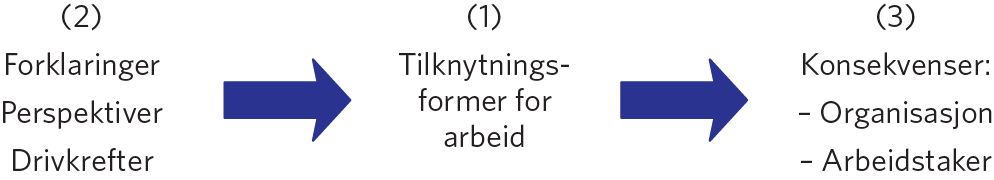 (2)
Forklaringer
Perspektiver
Drivkrefter
(1)
Tilknytnings-
former for
arbeid
(3)
Konsekvenser:
– Organisasjon
– Arbeidstaker